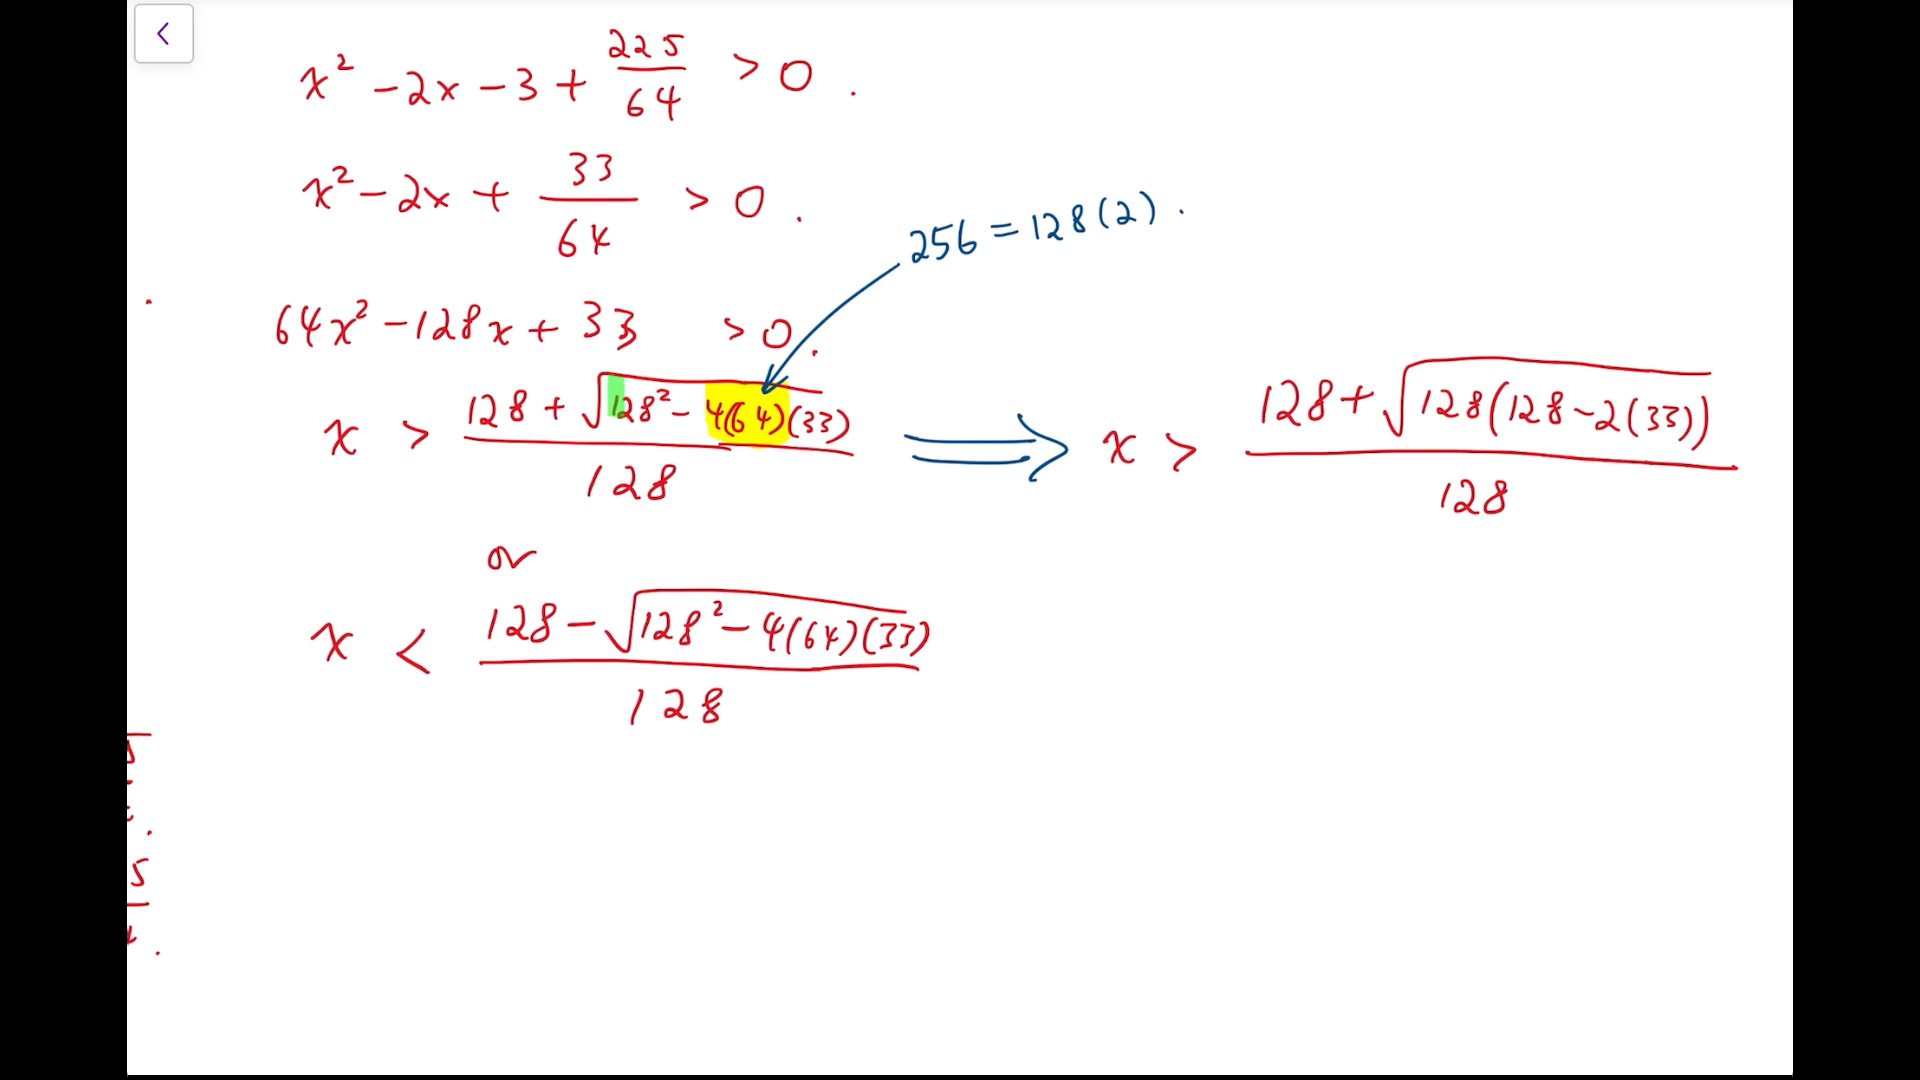 x² - 2x - 3 + 225/64 > 0.
x² - 2x + 33/64 > 0.
256 = 128(2).
64x² - 128x + 33 > 0.
x > (128 + √(128² - 4(64)(33)))/128 ⟹ x > (128 + √(128(128 - 2(33))))/128
or
x < (128 - √(128² - 4(64)(33)))/128
5